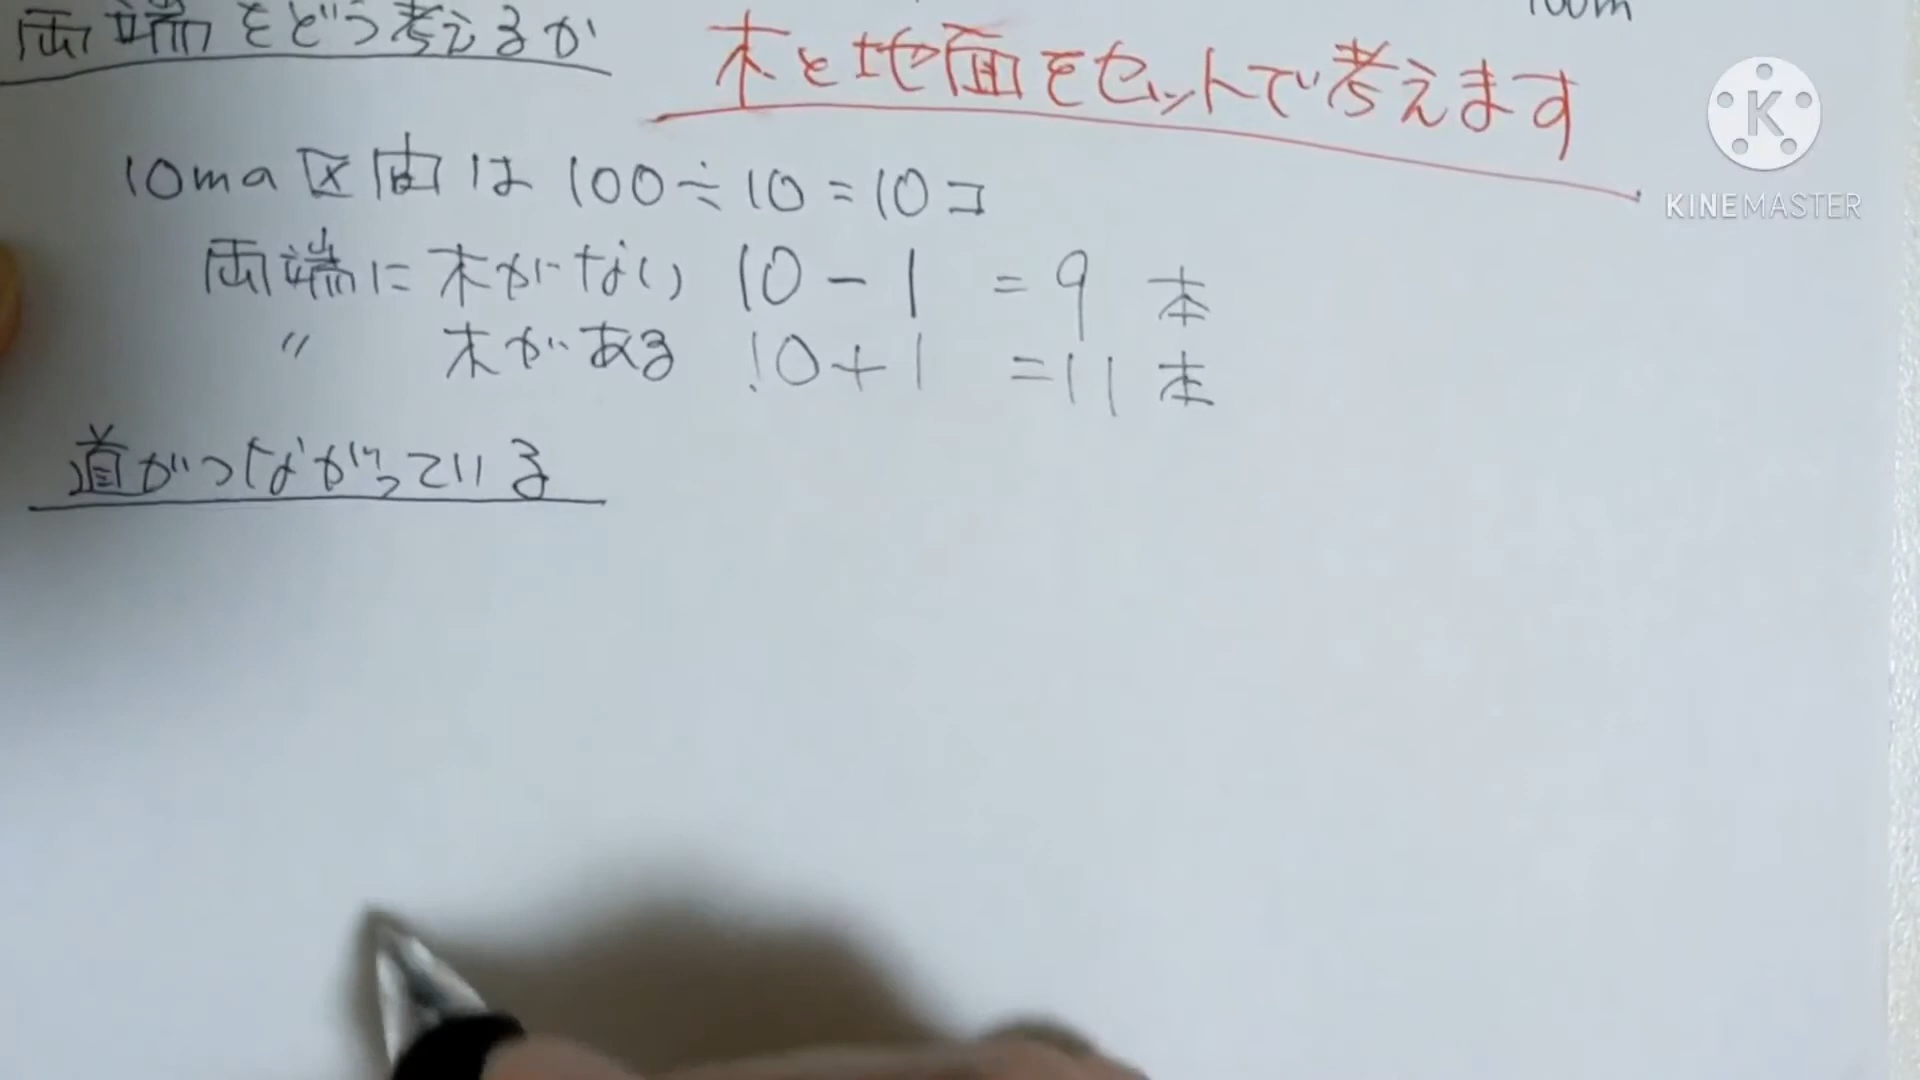 100m
両端をどう考えるか
木と地面をセットで考えます
10mの区画は 100÷10=10コ
両端に木がない 10-1 =9 本
〃 木がある 10+1 =11 本
道がつながっている
KINEMASTER